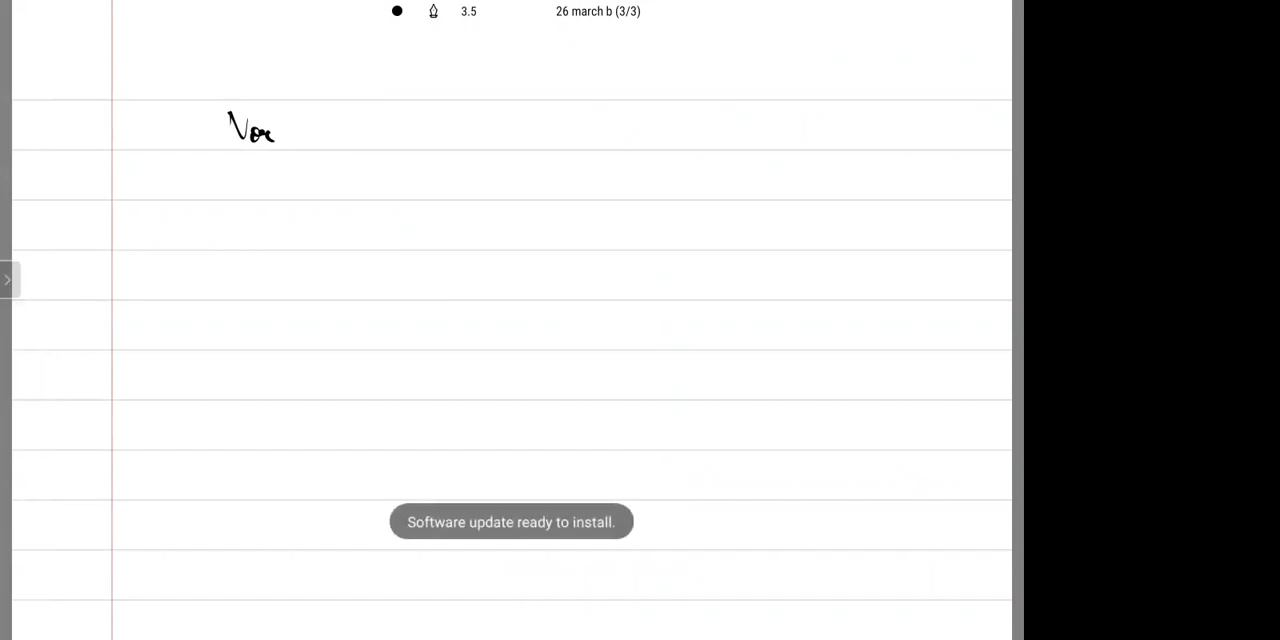 3.5 26 march b (3/3)
Software update ready to install.